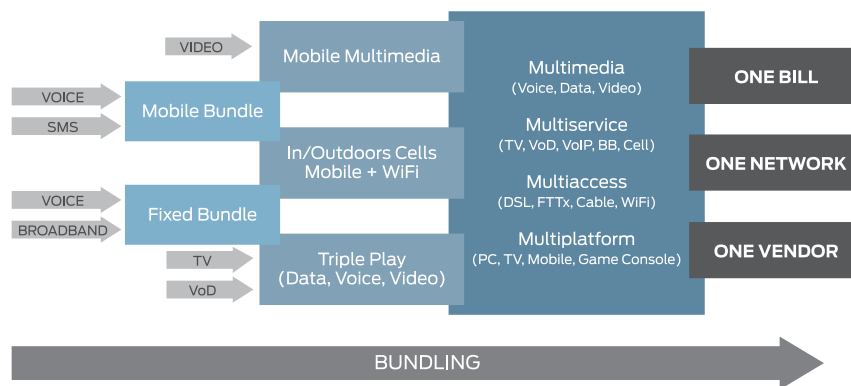 VIDEO
VOICE
SMS
VOICE
BROADBAND
TV
VoD
Mobile Bundle
Fixed Bundle
Mobile Multimedia
In/Outdoors Cells
Mobile + WiFi
Triple Play
(Data, Voice, Video)
Multimedia
(Voice, Data, Video)
Multiservice
(TV, VoD, VoIP, BB, Cell)
Multiaccess
(DSL, FTTx, Cable, WiFi)
Multiplatform
(PC, TV, Mobile, Game Console)
ONE BILL
ONE NETWORK
ONE VENDOR
BUNDLING